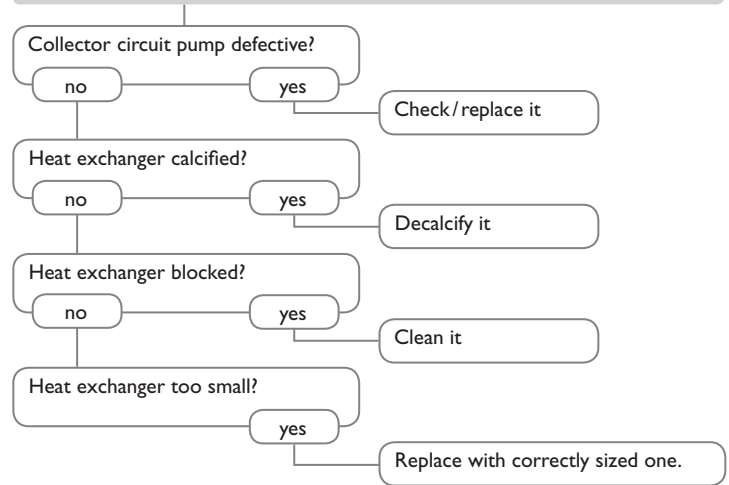 Collector circuit pump defective?
no
yes
Check/replace it
Heat exchanger calcified?
no
yes
Decalcify it
Heat exchanger blocked?
no
yes
Clean it
Heat exchanger too small?
yes
Replace with correctly sized one.